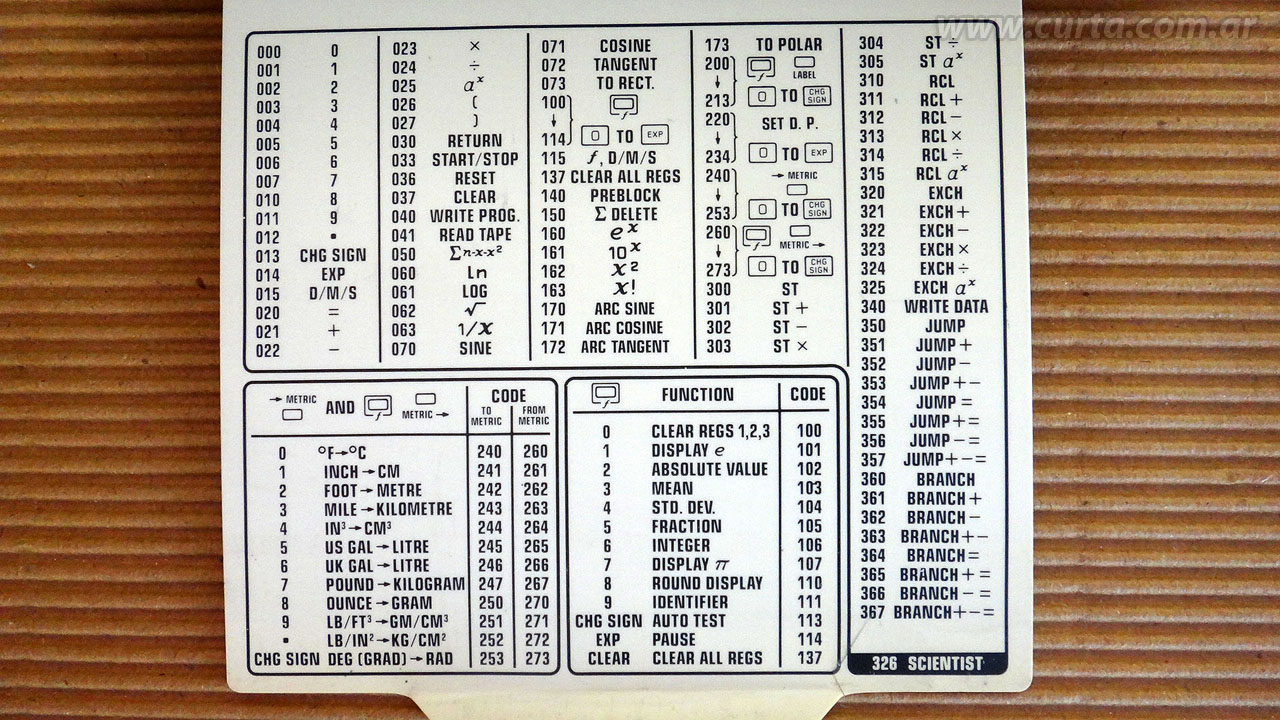 www.curta.com.ar
000 0
001 1
002 2
003 3
004 4
005 5
006 6
007 7
010 8
011 9
012 .
013 CHG SIGN
014 EXP
015 D/M/S
020 =
021 +
022 −
023 ×
024 ÷
025 aˣ
026 (
027 )
030 RETURN
033 START/STOP
036 RESET
037 CLEAR
040 WRITE PROG.
041 READ TAPE
050 Σn-x-x²
060 Ln
061 LOG
062 √
063 1/x
070 SINE
071 COSINE
072 TANGENT
073 TO RECT.
100 f
↓
114 0 TO EXP
115 f, D/M/S
137 CLEAR ALL REGS
140 PREBLOCK
150 Σ DELETE
160 eˣ
161 10ˣ
162 x²
163 x!
170 ARC SINE
171 ARC COSINE
172 ARC TANGENT
173 TO POLAR
200 f LABEL
↓
213 0 TO CHG SIGN
220 SET D. P.
↓
234 0 TO EXP
240 → METRIC
↓
253 0 TO CHG SIGN
260 f METRIC →
↓
273 0 TO CHG SIGN
300 ST
301 ST +
302 ST −
303 ST ×
304 ST ÷
305 ST aˣ
310 RCL
311 RCL +
312 RCL −
313 RCL ×
314 RCL ÷
315 RCL aˣ
320 EXCH
321 EXCH +
322 EXCH −
323 EXCH ×
324 EXCH ÷
325 EXCH aˣ
340 WRITE DATA
350 JUMP
351 JUMP +
352 JUMP −
353 JUMP + −
354 JUMP =
355 JUMP + =
356 JUMP − =
357 JUMP + − =
360 BRANCH
361 BRANCH +
362 BRANCH −
363 BRANCH + −
364 BRANCH =
365 BRANCH + =
366 BRANCH − =
367 BRANCH + − =
326 SCIENTIST
→ METRIC AND f METRIC → CODE
TO METRIC FROM METRIC
0 °F→°C 240 260
1 INCH→CM 241 261
2 FOOT→METRE 242 262
3 MILE→KILOMETRE 243 263
4 IN³→CM³ 244 264
5 US GAL→LITRE 245 265
6 UK GAL→LITRE 246 266
7 POUND→KILOGRAM 247 267
8 OUNCE→GRAM 250 270
9 LB/FT³→GM/CM³ 251 271
. LB/IN²→KG/CM² 252 272
CHG SIGN DEG (GRAD)→RAD 253 273
f FUNCTION CODE
0 CLEAR REGS 1,2,3 100
1 DISPLAY e 101
2 ABSOLUTE VALUE 102
3 MEAN 103
4 STD. DEV. 104
5 FRACTION 105
6 INTEGER 106
7 DISPLAY π 107
8 ROUND DISPLAY 110
9 IDENTIFIER 111
CHG SIGN AUTO TEST 113
EXP PAUSE 114
CLEAR CLEAR ALL REGS 137